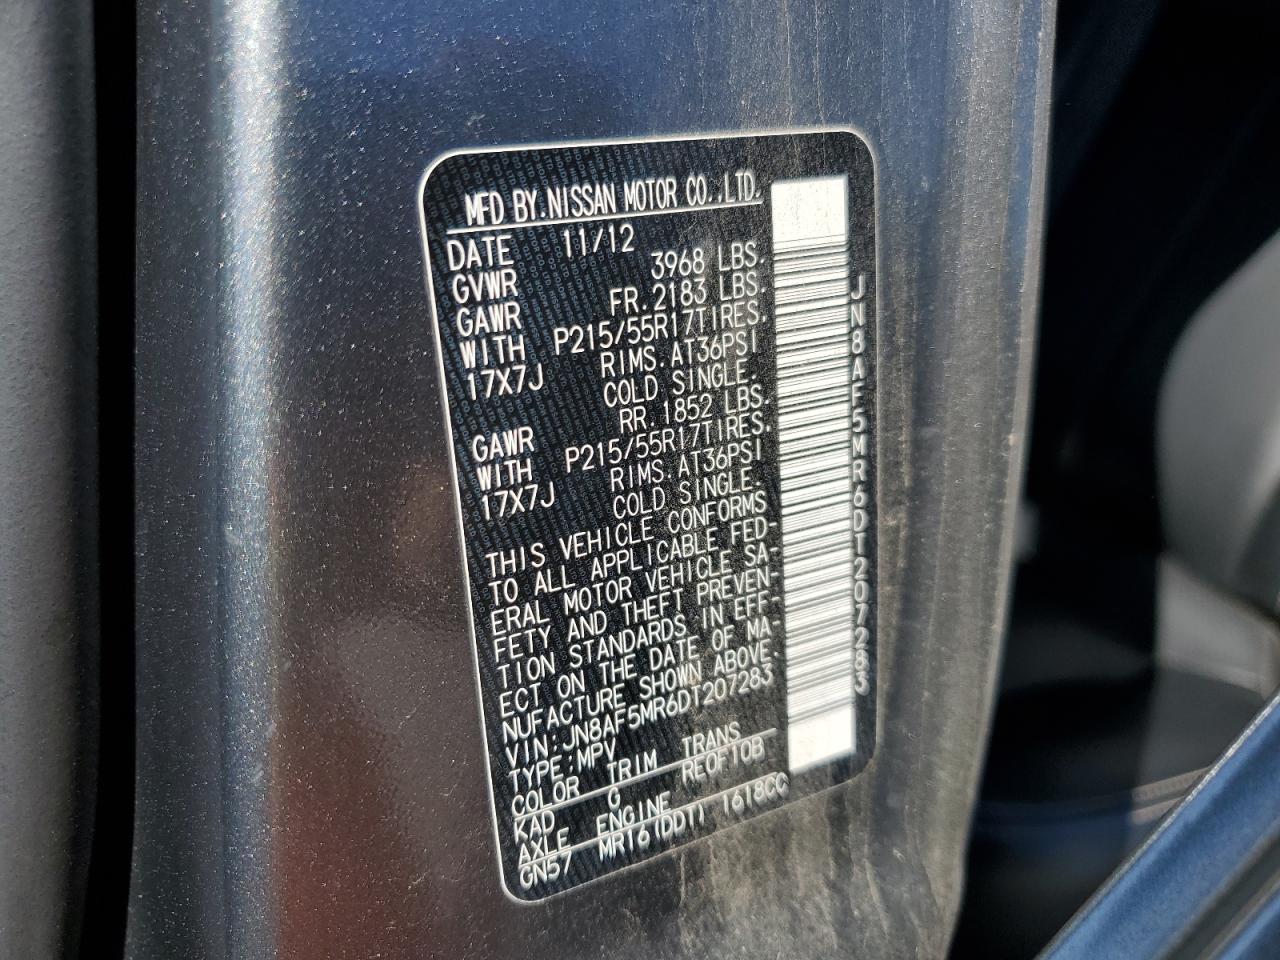 MFD BY.NISSAN MOTOR CO.,LTD.
DATE 11/12
GVWR 3968 LBS.
GAWR FR.2183 LBS.
WITH P215/55R17TIRES.
17X7J RIMS.AT36PSI
COLD SINGLE.
GAWR RR.1852 LBS.
WITH P215/55R17TIRES.
17X7J RIMS.AT36PSI
COLD SINGLE.
THIS VEHICLE CONFORMS
TO ALL APPLICABLE FED-
ERAL MOTOR VEHICLE SA-
FETY AND THEFT PREVEN-
TION STANDARDS IN EFF-
ECT ON THE DATE OF MA-
NUFACTURE SHOWN ABOVE.
VIN:JN8AF5MR6DT207283
TYPE:MPV
COLOR TRIM TRANS
KAD G RE0FT0B
AXLE ENGINE
GN57 MR16(DDT) 1618CC
JN8AF5MR6DT207283